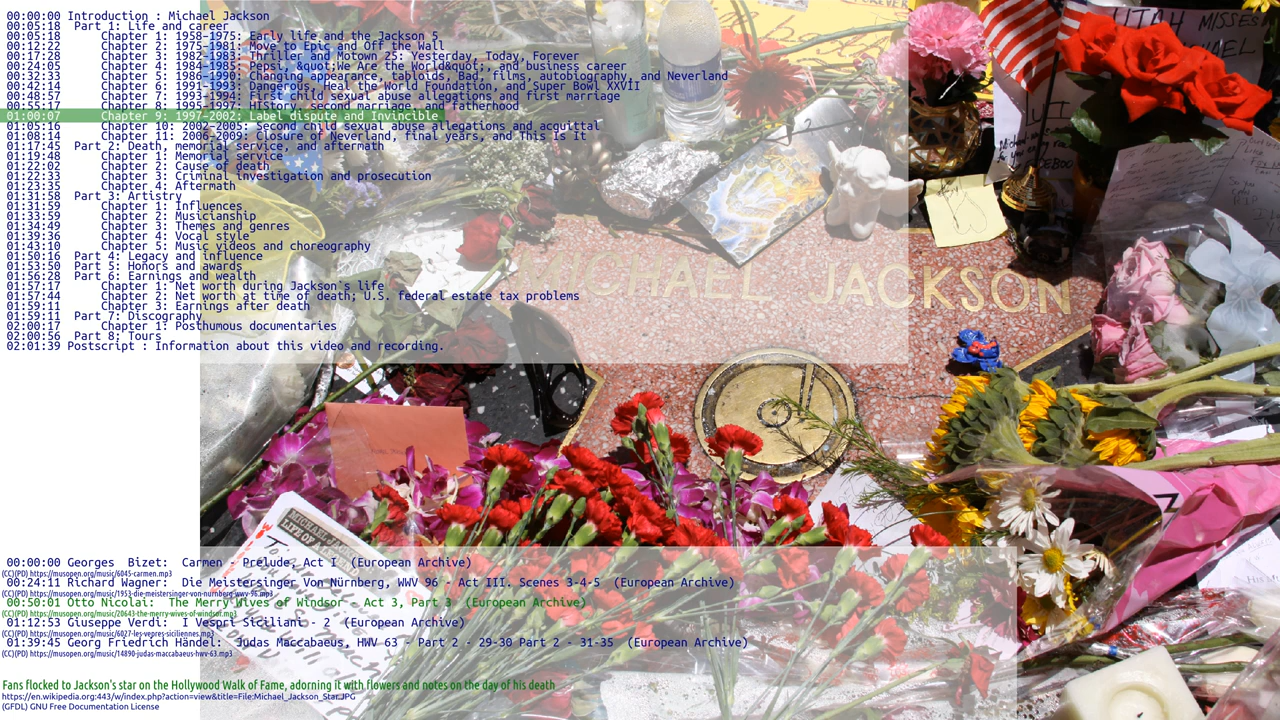 00:00:00 Introduction : Michael Jackson
00:05:18 Part 1: Life and career
00:05:18 Chapter 1: 1958-1975: Early life and the Jackson 5
00:12:22 Chapter 2: 1975-1981: Move to Epic and Off the Wall
00:17:28 Chapter 3: 1982-1983: Thriller and Motown 25: Yesterday, Today, Forever
00:24:05 Chapter 4: 1984-1985: Pepsi, &quot;We Are the World&quot;, and business career
00:32:33 Chapter 5: 1986-1990: Changing appearance, tabloids, Bad, films, autobiography, and Neverland
00:42:14 Chapter 6: 1991-1993: Dangerous, Heal the World Foundation, and Super Bowl XXVII
00:48:57 Chapter 7: 1993-1994: First child sexual abuse allegations and first marriage
00:55:17 Chapter 8: 1995-1997: HIStory, second marriage, and fatherhood
01:00:07 Chapter 9: 1997-2002: Label dispute and Invincible
01:05:16 Chapter 10: 2002-2005: Second child sexual abuse allegations and acquittal
01:08:14 Chapter 11: 2006-2009: Closure of Neverland, final years, and This Is It
01:17:45 Part 2: Death, memorial service, and aftermath
01:19:48 Chapter 1: Memorial service
01:22:02 Chapter 2: Cause of death
01:22:33 Chapter 3: Criminal investigation and prosecution
01:23:35 Chapter 4: Aftermath
01:31:58 Part 3: Artistry
01:31:59 Chapter 1: Influences
01:33:59 Chapter 2: Musicianship
01:34:49 Chapter 3: Themes and genres
01:39:36 Chapter 4: Vocal style
01:43:10 Chapter 5: Music videos and choreography
01:50:16 Part 4: Legacy and influence
01:53:50 Part 5: Honors and awards
01:56:28 Part 6: Earnings and wealth
01:57:17 Chapter 1: Net worth during Jackson's life
01:57:44 Chapter 2: Net worth at time of death; U.S. federal estate tax problems
01:59:11 Chapter 3: Earnings after death
01:59:11 Part 7: Discography
02:00:17 Chapter 1: Posthumous documentaries
02:00:56 Part 8: Tours
02:01:39 Postscript : Information about this video and recording.
UTAH MISSES
MICHAEL
MICHAEL JACKSON
MICHAEL JACKSON
LIFE OF
00:00:00 Georges Bizet: Carmen - Prelude, Act I (European Archive)
(CC)(PD) https://musopen.org/music/6045-carmen.mp3
00:24:11 Richard Wagner: Die Meistersinger Von Nürnberg, WWV 96 - Act III. Scenes 3-4-5 (European Archive)
(CC)(PD) https://musopen.org/music/1953-die-meistersinger-von-nurnberg-wwv-96.mp3
00:50:01 Otto Nicolai: The Merry Wives of Windsor - Act 3, Part 3 (European Archive)
(CC)(PD) https://musopen.org/music/20643-the-merry-wives-of-windsor.mp3
01:12:53 Giuseppe Verdi: I Vespri Siciliani - 2 (European Archive)
(CC)(PD) https://musopen.org/music/6027-les-vepres-siciliennes.mp3
01:39:45 Georg Friedrich Händel: Judas Maccabaeus, HWV 63 - Part 2 - 29-30 Part 2 - 31-35 (European Archive)
(CC)(PD) https://musopen.org/music/14890-judas-maccabaeus-hwv-63.mp3
Fans flocked to Jackson's star on the Hollywood Walk of Fame, adorning it with flowers and notes on the day of his death
https://en.wikipedia.org:443/w/index.php?action=view&title=File:Michael_Jackson_Star.JPG
(GFDL) GNU Free Documentation License